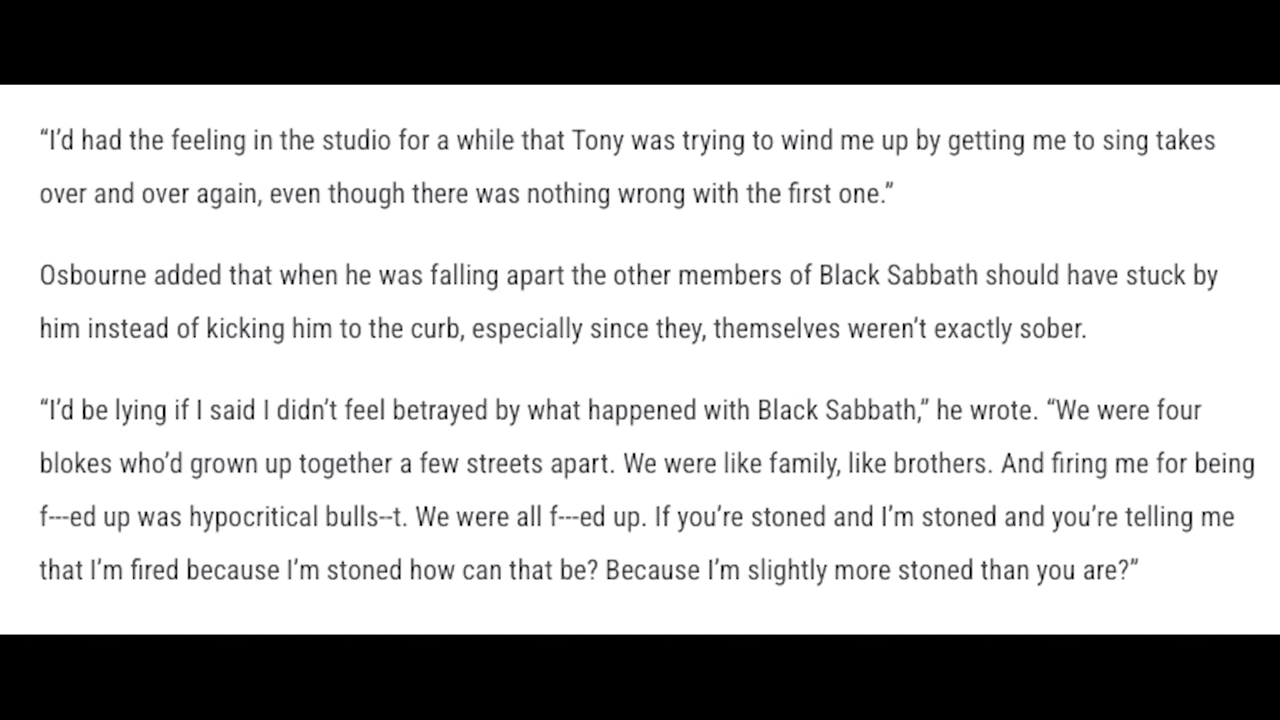 “I’d had the feeling in the studio for a while that Tony was trying to wind me up by getting me to sing takes
over and over again, even though there was nothing wrong with the first one.”
Osbourne added that when he was falling apart the other members of Black Sabbath should have stuck by
him instead of kicking him to the curb, especially since they, themselves weren’t exactly sober.
“I’d be lying if I said I didn’t feel betrayed by what happened with Black Sabbath,” he wrote. “We were four
blokes who’d grown up together a few streets apart. We were like family, like brothers. And firing me for being
f---ed up was hypocritical bulls--t. We were all f---ed up. If you’re stoned and I’m stoned and you’re telling me
that I’m fired because I’m stoned how can that be? Because I’m slightly more stoned than you are?”